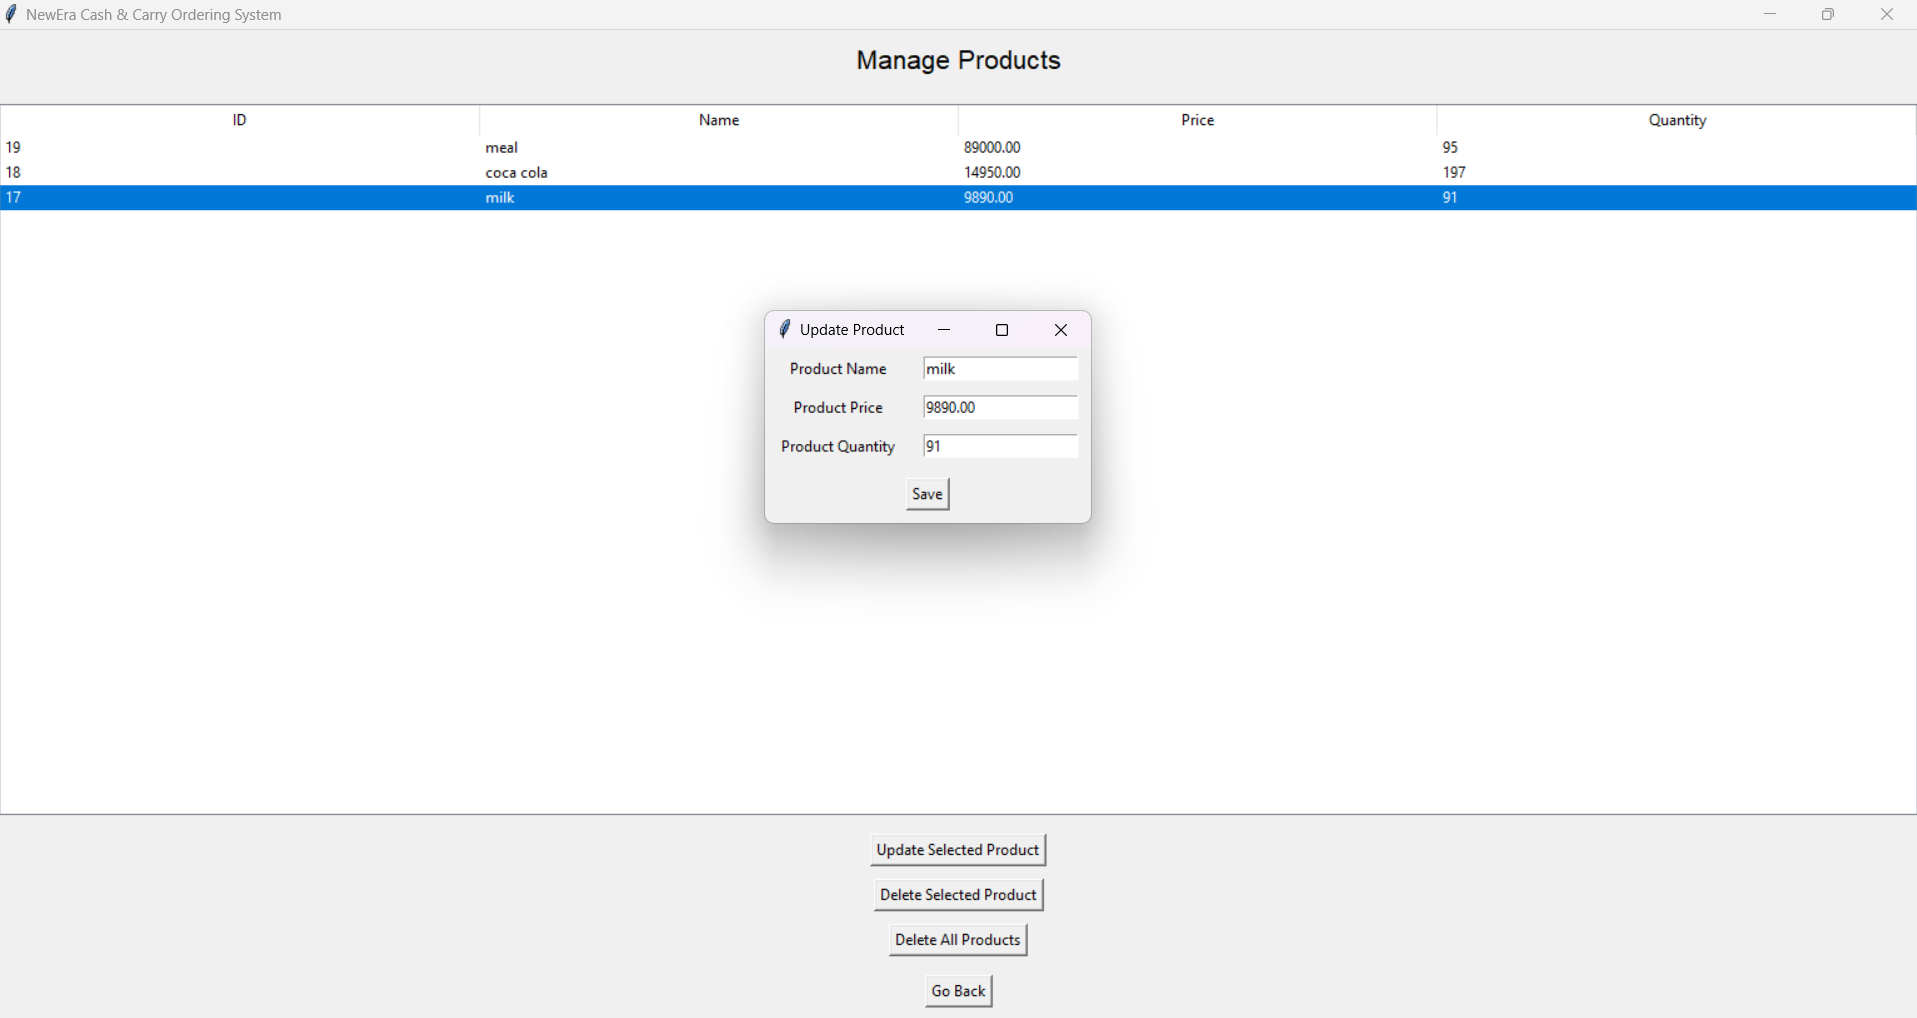 NewEra Cash & Carry Ordering System
Manage Products
ID Name Price Quantity
19 meal 89000.00 95
18 coca cola 14950.00 197
17 milk 9890.00 91
Update Product
Product Name milk
Product Price 9890.00
Product Quantity 91
Save
Update Selected Product
Delete Selected Product
Delete All Products
Go Back